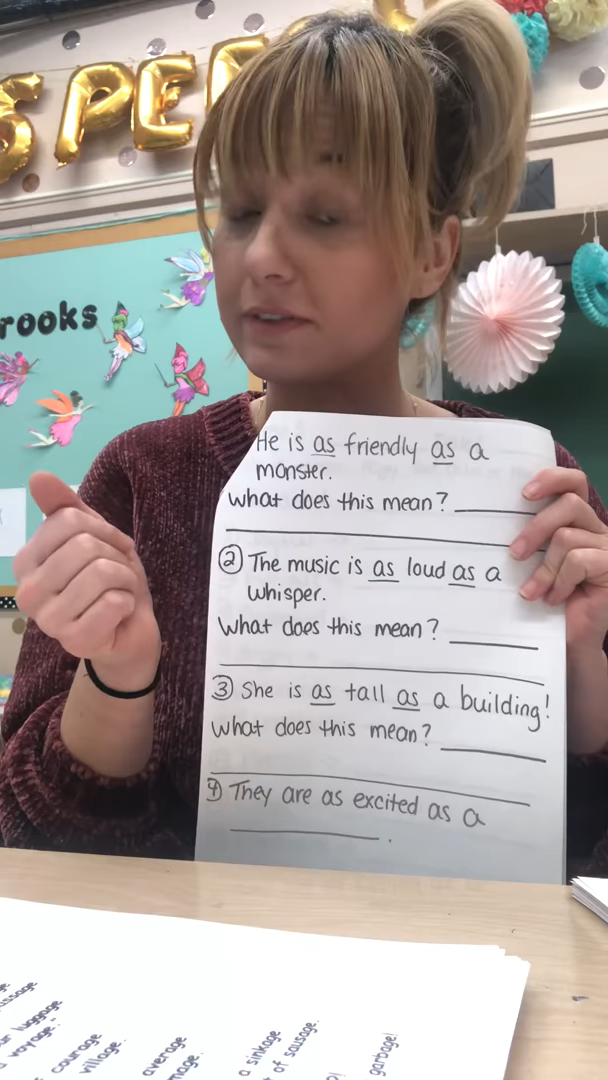 SPE
rooks
He is as friendly as a
monster.
What does this mean?
② The music is as loud as a
whisper.
What does this mean?
③ She is as tall as a building!
What does this mean?
④ They are as excited as a
.
luggage
voyage."
courage
village.
average
a sinkage
of sausage.
garbage!